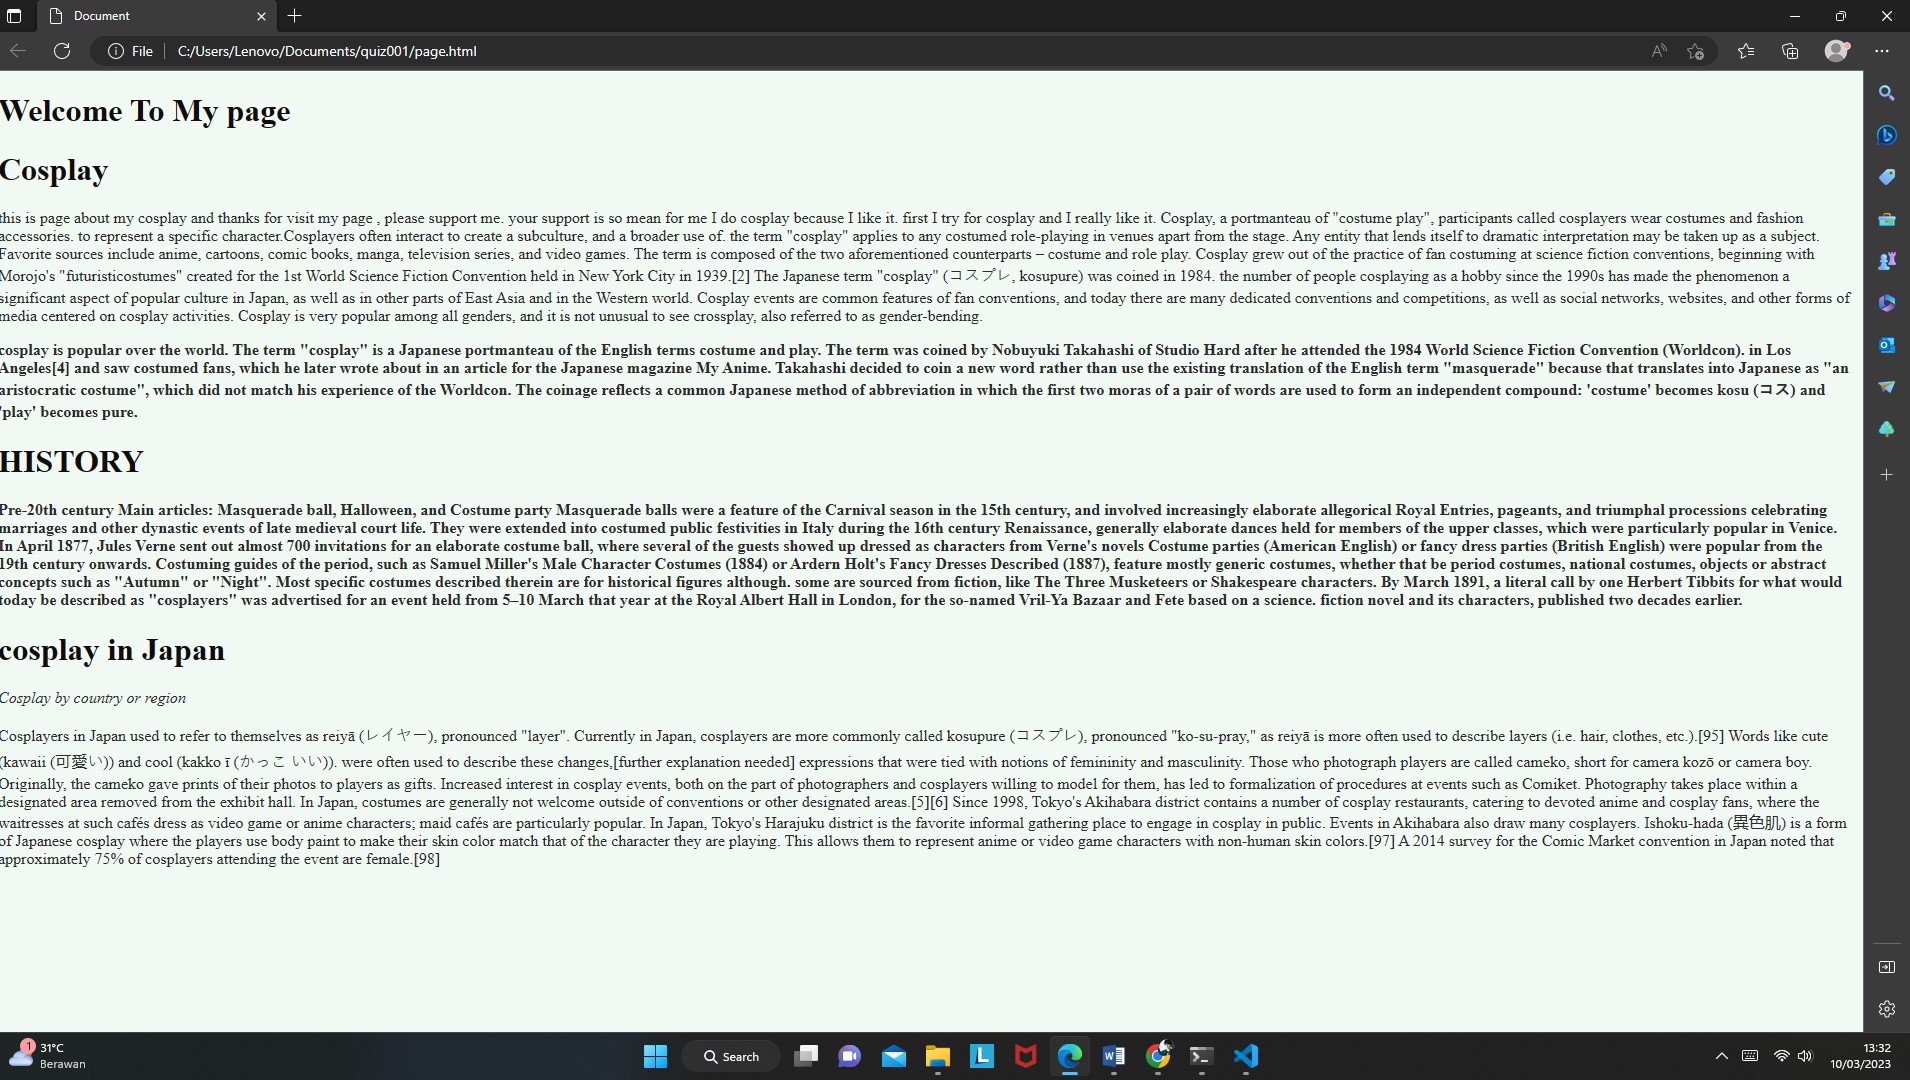 Document
File
C:/Users/Lenovo/Documents/quiz001/page.html
Welcome To My page
Cosplay
this is page about my cosplay and thanks for visit my page , please support me. your support is so mean for me I do cosplay because I like it. first I try for cosplay and I really like it. Cosplay, a portmanteau of "costume play", participants called cosplayers wear costumes and fashion
accessories. to represent a specific character.Cosplayers often interact to create a subculture, and a broader use of. the term "cosplay" applies to any costumed role-playing in venues apart from the stage. Any entity that lends itself to dramatic interpretation may be taken up as a subject.
Favorite sources include anime, cartoons, comic books, manga, television series, and video games. The term is composed of the two aforementioned counterparts – costume and role play. Cosplay grew out of the practice of fan costuming at science fiction conventions, beginning with
Morojo's "futuristicostumes" created for the 1st World Science Fiction Convention held in New York City in 1939.[2] The Japanese term "cosplay" (コスプレ, kosupure) was coined in 1984. the number of people cosplaying as a hobby since the 1990s has made the phenomenon a
significant aspect of popular culture in Japan, as well as in other parts of East Asia and in the Western world. Cosplay events are common features of fan conventions, and today there are many dedicated conventions and competitions, as well as social networks, websites, and other forms of
media centered on cosplay activities. Cosplay is very popular among all genders, and it is not unusual to see crossplay, also referred to as gender-bending.
cosplay is popular over the world. The term "cosplay" is a Japanese portmanteau of the English terms costume and play. The term was coined by Nobuyuki Takahashi of Studio Hard after he attended the 1984 World Science Fiction Convention (Worldcon). in Los
Angeles[4] and saw costumed fans, which he later wrote about in an article for the Japanese magazine My Anime. Takahashi decided to coin a new word rather than use the existing translation of the English term "masquerade" because that translates into Japanese as "an
aristocratic costume", which did not match his experience of the Worldcon. The coinage reflects a common Japanese method of abbreviation in which the first two moras of a pair of words are used to form an independent compound: 'costume' becomes kosu (コス) and
'play' becomes pure.
HISTORY
Pre-20th century Main articles: Masquerade ball, Halloween, and Costume party Masquerade balls were a feature of the Carnival season in the 15th century, and involved increasingly elaborate allegorical Royal Entries, pageants, and triumphal processions celebrating
marriages and other dynastic events of late medieval court life. They were extended into costumed public festivities in Italy during the 16th century Renaissance, generally elaborate dances held for members of the upper classes, which were particularly popular in Venice.
In April 1877, Jules Verne sent out almost 700 invitations for an elaborate costume ball, where several of the guests showed up dressed as characters from Verne's novels Costume parties (American English) or fancy dress parties (British English) were popular from the
19th century onwards. Costuming guides of the period, such as Samuel Miller's Male Character Costumes (1884) or Ardern Holt's Fancy Dresses Described (1887), feature mostly generic costumes, whether that be period costumes, national costumes, objects or abstract
concepts such as "Autumn" or "Night". Most specific costumes described therein are for historical figures although. some are sourced from fiction, like The Three Musketeers or Shakespeare characters. By March 1891, a literal call by one Herbert Tibbits for what would
today be described as "cosplayers" was advertised for an event held from 5–10 March that year at the Royal Albert Hall in London, for the so-named Vril-Ya Bazaar and Fete based on a science. fiction novel and its characters, published two decades earlier.
cosplay in Japan
Cosplay by country or region
Cosplayers in Japan used to refer to themselves as reiyā (レイヤー), pronounced "layer". Currently in Japan, cosplayers are more commonly called kosupure (コスプレ), pronounced "ko-su-pray," as reiyā is more often used to describe layers (i.e. hair, clothes, etc.).[95] Words like cute
(kawaii (可愛い)) and cool (kakko ī (かっこ いい)). were often used to describe these changes,[further explanation needed] expressions that were tied with notions of femininity and masculinity. Those who photograph players are called cameko, short for camera kozō or camera boy.
Originally, the cameko gave prints of their photos to players as gifts. Increased interest in cosplay events, both on the part of photographers and cosplayers willing to model for them, has led to formalization of procedures at events such as Comiket. Photography takes place within a
designated area removed from the exhibit hall. In Japan, costumes are generally not welcome outside of conventions or other designated areas.[5][6] Since 1998, Tokyo's Akihabara district contains a number of cosplay restaurants, catering to devoted anime and cosplay fans, where the
waitresses at such cafés dress as video game or anime characters; maid cafés are particularly popular. In Japan, Tokyo's Harajuku district is the favorite informal gathering place to engage in cosplay in public. Events in Akihabara also draw many cosplayers. Ishoku-hada (異色肌) is a form
of Japanese cosplay where the players use body paint to make their skin color match that of the character they are playing. This allows them to represent anime or video game characters with non-human skin colors.[97] A 2014 survey for the Comic Market convention in Japan noted that
approximately 75% of cosplayers attending the event are female.[98]
1
31°C
Berawan
Search
13:32
10/03/2023